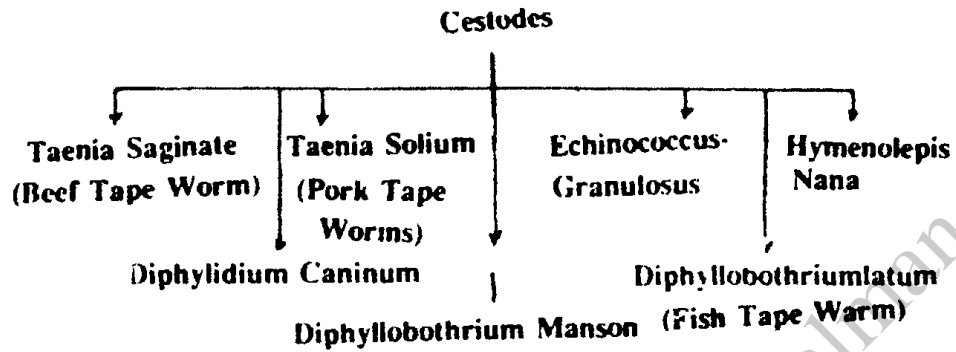 Cestodes
Taenia Saginate
(Beef Tape Worm)
Taenia Solium
(Pork Tape
Worms)
Echinococcus-
Granulosus
Hymenolepis
Nana
Diphylidium Caninum
Diphyllobothrium Manson
Diphyllobothriumlatum
(Fish Tape Warm)